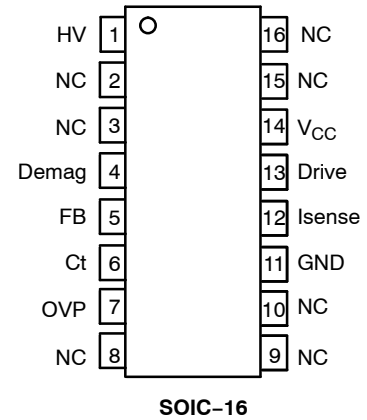 HV 1 16 NC
NC 2 15 NC
NC 3 14 VCC
Demag 4 13 Drive
FB 5 12 Isense
Ct 6 11 GND
OVP 7 10 NC
NC 8 9 NC
SOIC−16